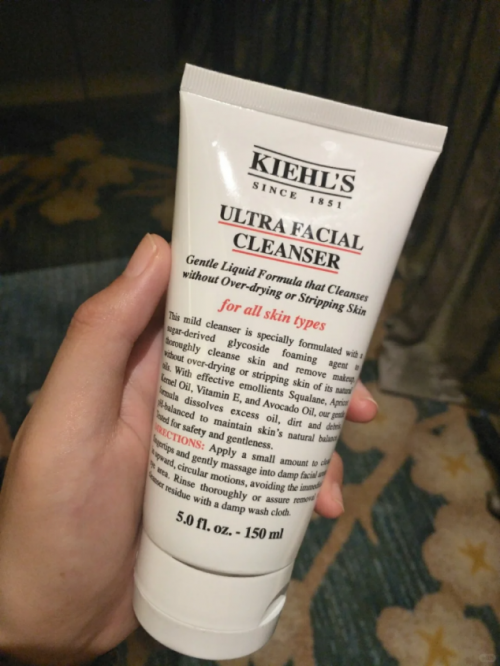 KIEHL'S
SINCE 1851
ULTRA FACIAL
CLEANSER
Gentle Liquid Formula that Cleanses
without Over-drying or Stripping Skin
for all skin types
This mild cleanser is specially formulated with a
sugar-derived glycoside foaming agent
thoroughly cleanse skin and remove makeup
without over-drying or stripping skin of its natural
With effective emollients Squalane, Apricot
Kernel Oil, Vitamin E, and Avocado Oil, our gentle
formula dissolves excess oil, dirt and debris.
pH-balanced to maintain skin's natural balance.
Tested for safety and gentleness.
DIRECTIONS: Apply a small amount to
fingertips and gently massage into damp facial
upward, circular motions, avoiding the immediate
eye area. Rinse thoroughly or assure removal
residue with a damp wash cloth.
5.0 fl. oz. - 150 ml